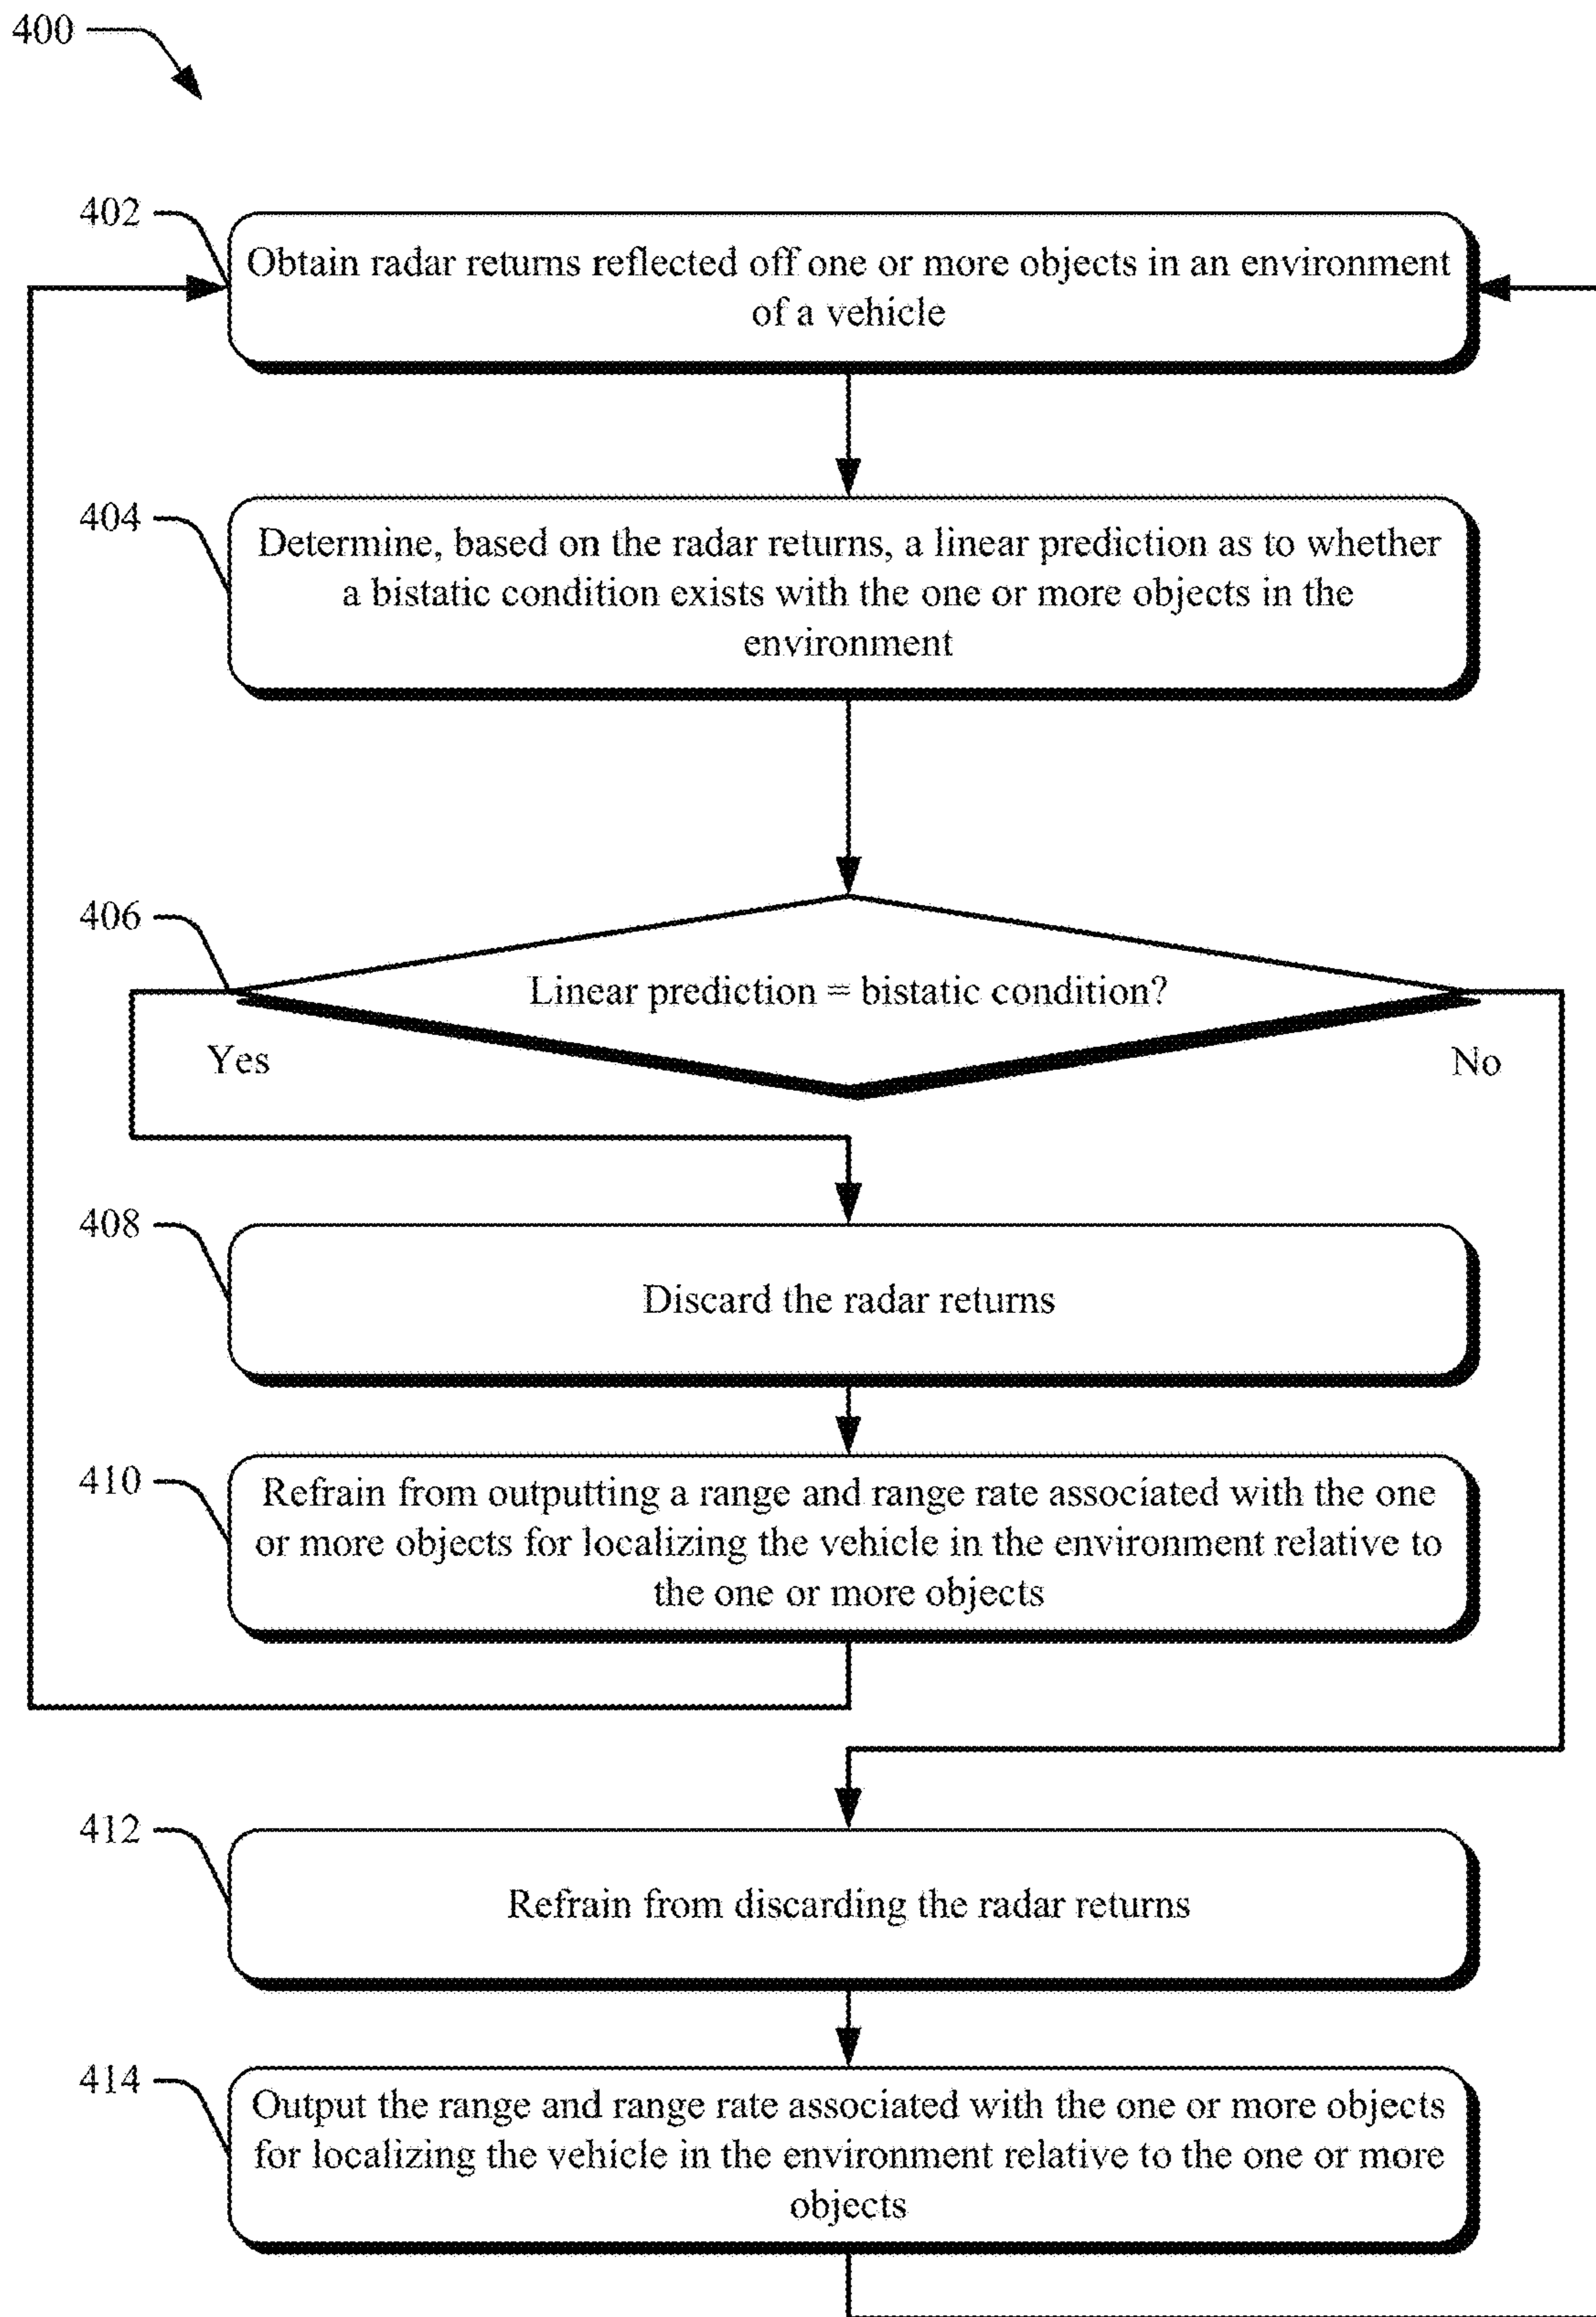 400
402
Obtain radar returns reflected off one or more objects in an environment
of a vehicle
404
Determine, based on the radar returns, a linear prediction as to whether
a bistatic condition exists with the one or more objects in the
environment
406
Linear prediction = bistatic condition?
Yes
No
408
Discard the radar returns
410
Refrain from outputting a range and range rate associated with the one
or more objects for localizing the vehicle in the environment relative to
the one or more objects
412
Refrain from discarding the radar returns
414
Output the range and range rate associated with the one or more objects
for localizing the vehicle in the environment relative to the one or more
objects